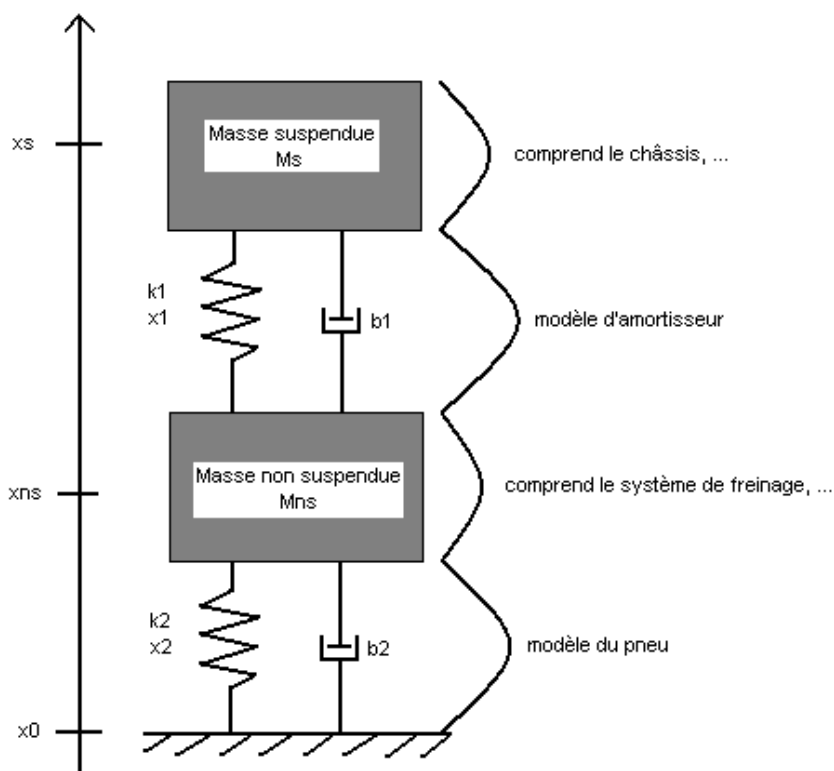 xs
Masse suspendue
Ms
comprend le châssis, ...
k1
x1
b1
modèle d'amortisseur
xns
Masse non suspendue
Mns
comprend le système de freinage, ...
k2
x2
b2
modèle du pneu
x0